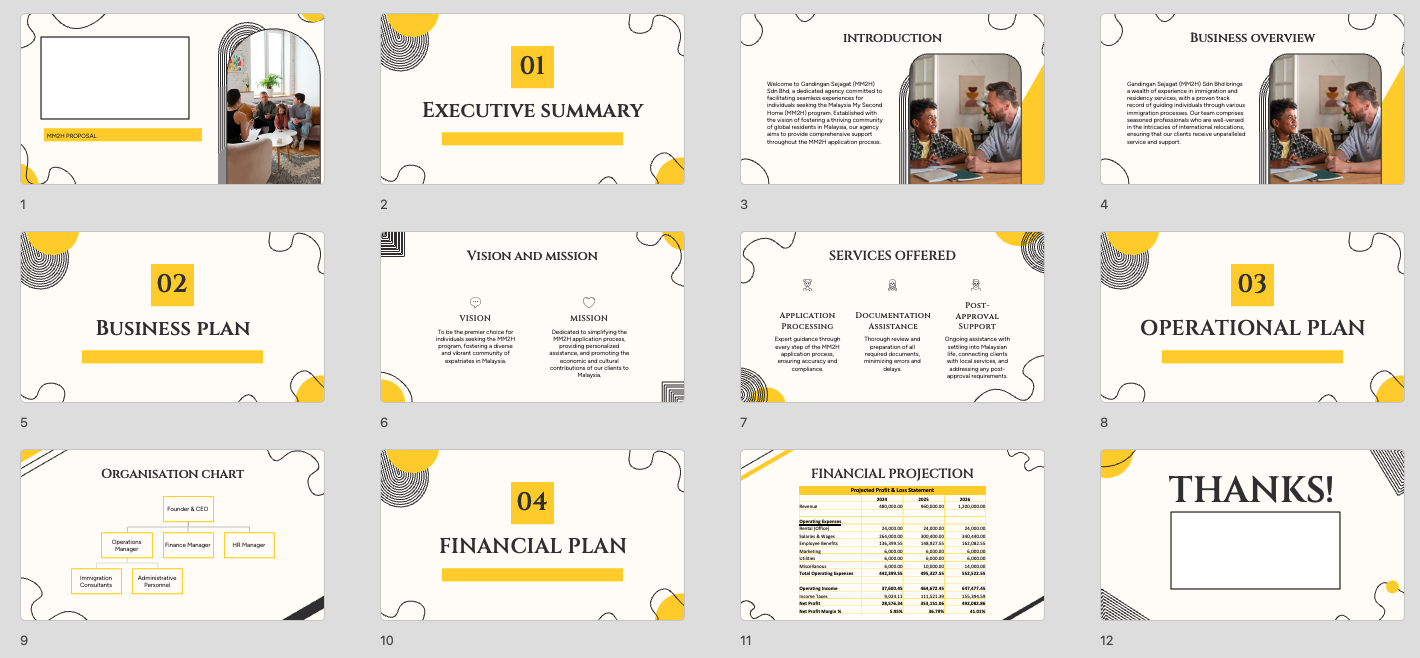 MM2H PROPOSAL
1
01
Executive summary
2
INTRODUCTION
Welcome to Gandingan Sejagat (MM2H)
Sdn Bhd, a dedicated agency committed to
facilitating seamless experiences for
individuals seeking the Malaysia My Second
Home (MM2H) program. Established with
the vision of fostering a thriving community
of global residents in Malaysia, our agency
aims to provide comprehensive support
throughout the MM2H application process.
3
Business overview
Gandingan Sejagat (MM2H) Sdn Bhd brings
a wealth of experience in immigration and
residency services, with a proven track
record of guiding individuals through various
immigration processes. Our team comprises
seasoned professionals who are well-versed
in the intricacies of international relocations,
ensuring that our clients receive unparalleled
service and support.
4
02
Business plan
5
Vision and mission
vision
To be the premier choice for
individuals seeking the MM2H
program, fostering a diverse
and vibrant community of
expatriates in Malaysia.
mission
Dedicated to simplifying the
MM2H application process,
providing personalized
assistance, and promoting the
economic and cultural
contributions of our clients to
Malaysia.
6
SERVICES OFFERED
Application
Processing
Expert guidance through
every step of the MM2H
application process,
ensuring accuracy and
compliance.
Documentation
Assistance
Thorough review and
preparation of all
required documents,
minimizing errors and
delays.
Post-
Approval
Support
Ongoing assistance with
settling into Malaysian
life, connecting clients
with local services, and
addressing any post-
approval requirements.
7
03
OPERATIONAL PLAN
8
Organisation chart
Founder & CEO
Operations
Manager
Finance Manager
HR Manager
Immigration
Consultants
Administrative
Personnel
9
04
FINANCIAL PLAN
10
FINANCIAL PROJECTION
Projected Profit & Loss Statement
2024 2025 2026
Revenue 480,000.00 960,000.00 1,200,000.00
Operating Expenses
Rental (Office) 24,000.00 24,000.00 24,000.00
Salaries & Wages 264,000.00 300,400.00 340,440.00
Employee Benefits 136,399.55 148,927.55 162,082.55
Marketing 6,000.00 6,000.00 6,000.00
Utilities 6,000.00 6,000.00 6,000.00
Miscellanous 6,000.00 10,000.00 14,000.00
Total Operating Expenses 442,399.55 495,327.55 552,522.55
Operating Income 37,600.45 464,672.45 647,477.45
Income Taxes 9,024.11 111,521.39 155,394.59
Net Profit 28,576.34 353,151.06 492,082.86
Net Profit Margin % 5.95% 36.79% 41.01%
11
THANKS!
12